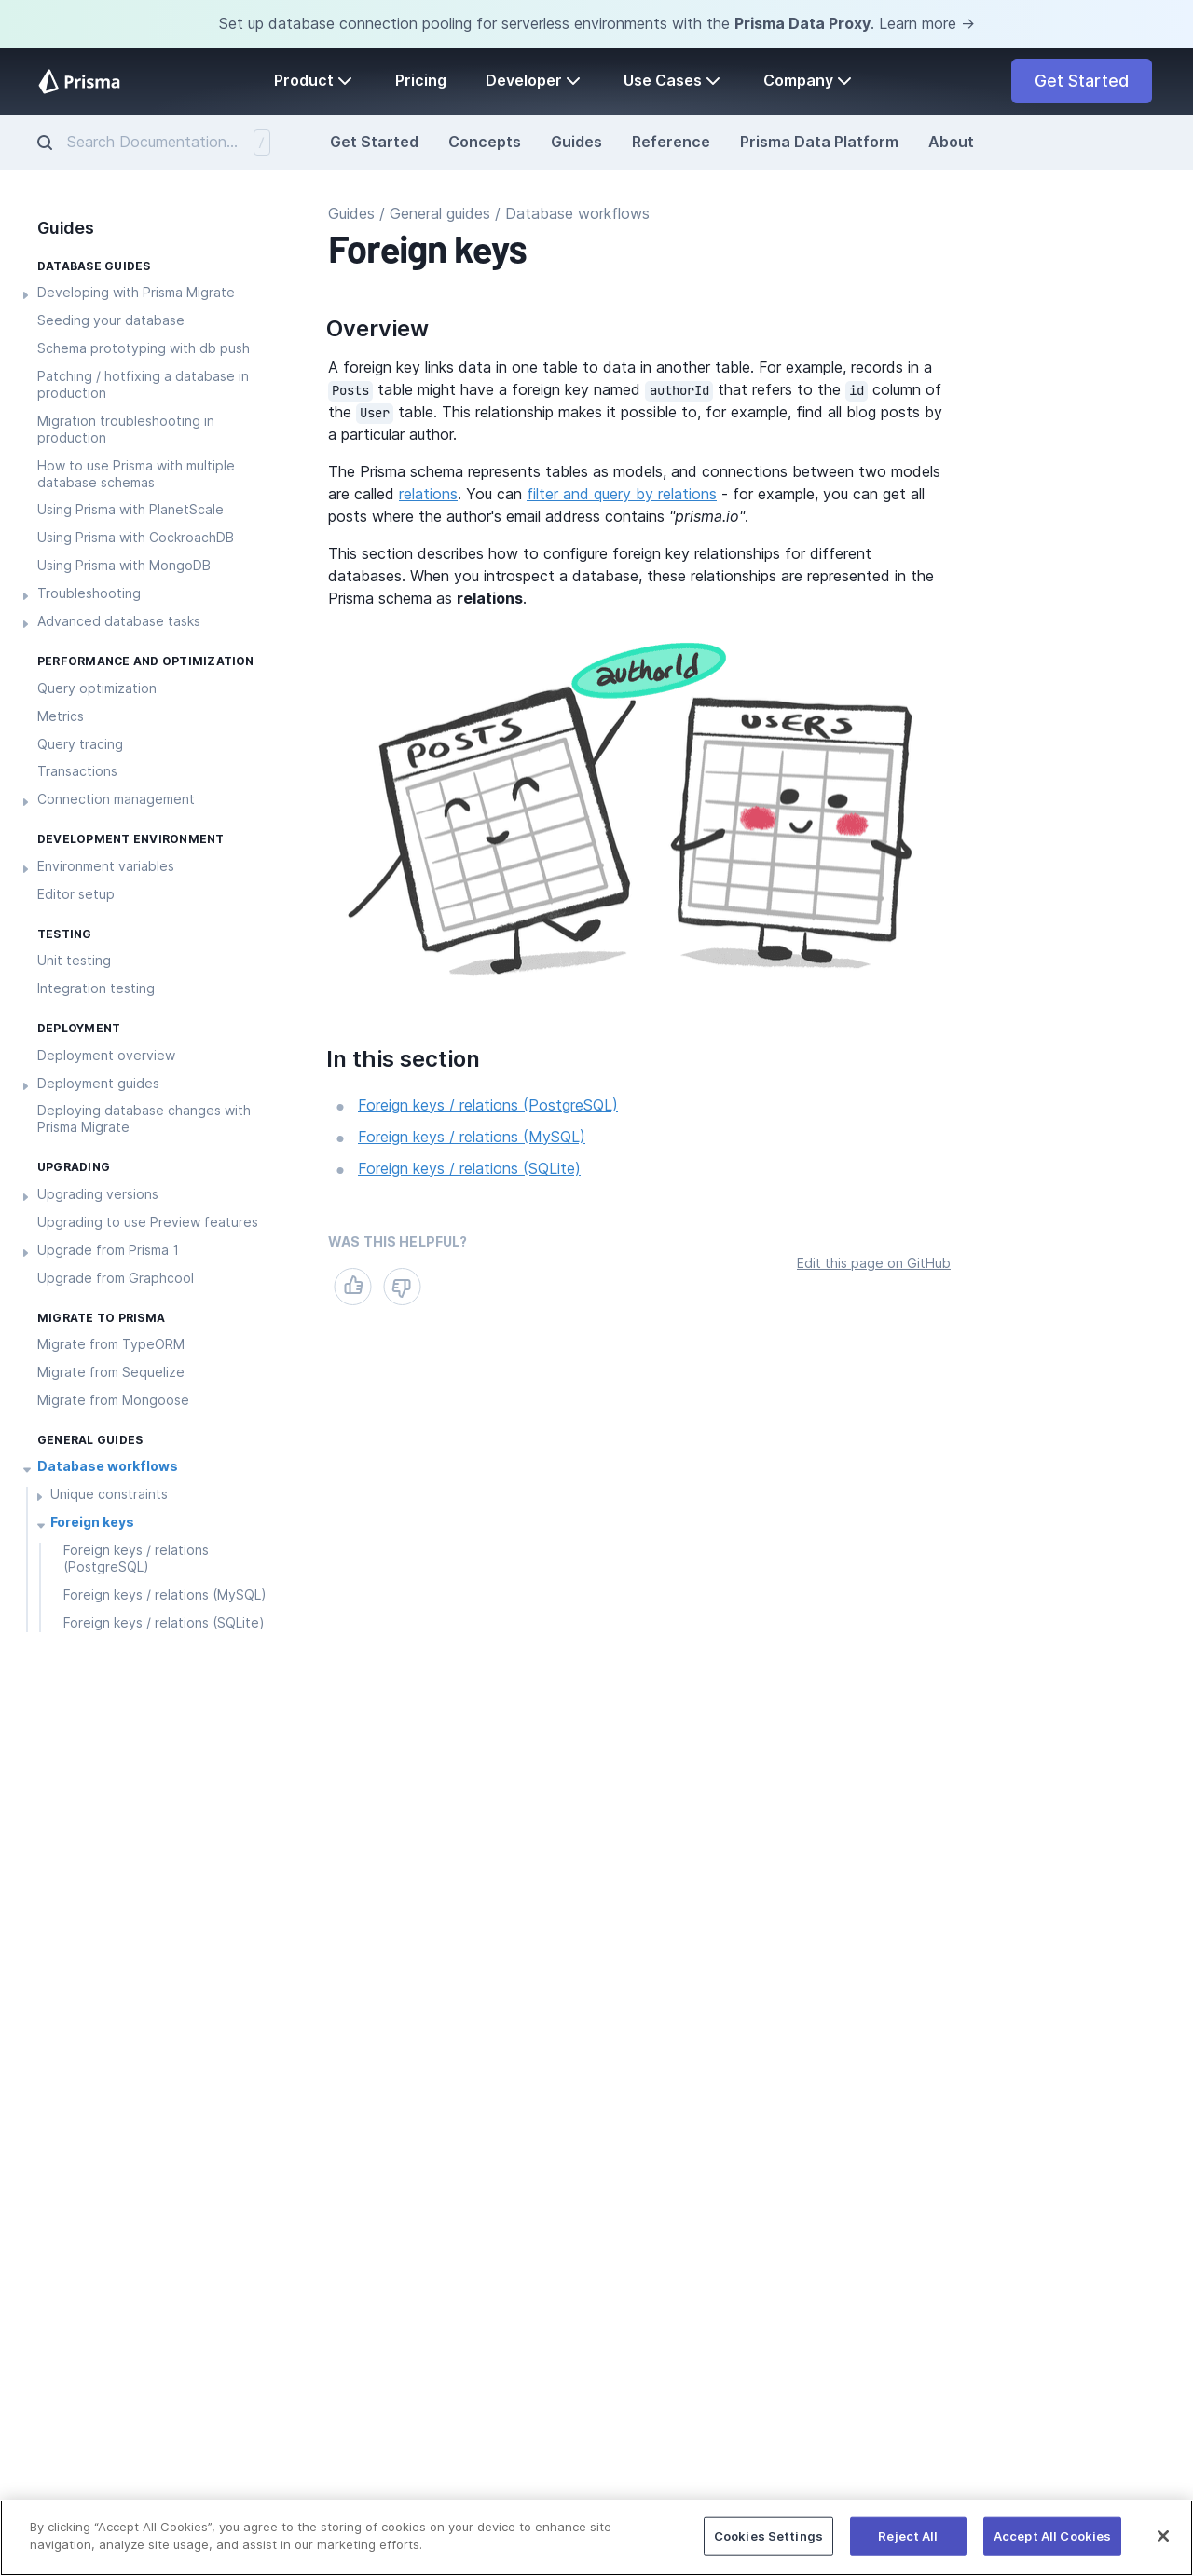 Set up database connection pooling for serverless environments with the Prisma Data Proxy. Learn more →
Prisma
Product
Pricing
Developer
Use Cases
Company
Get Started
Search Documentation...
/
Get Started
Concepts
Guides
Reference
Prisma Data Platform
About
Guides
DATABASE GUIDES
Developing with Prisma Migrate
Seeding your database
Schema prototyping with db push
Patching / hotfixing a database in
production
Migration troubleshooting in
production
How to use Prisma with multiple
database schemas
Using Prisma with PlanetScale
Using Prisma with CockroachDB
Using Prisma with MongoDB
Troubleshooting
Advanced database tasks
PERFORMANCE AND OPTIMIZATION
Query optimization
Metrics
Query tracing
Transactions
Connection management
DEVELOPMENT ENVIRONMENT
Environment variables
Editor setup
TESTING
Unit testing
Integration testing
DEPLOYMENT
Deployment overview
Deployment guides
Deploying database changes with
Prisma Migrate
UPGRADING
Upgrading versions
Upgrading to use Preview features
Upgrade from Prisma 1
Upgrade from Graphcool
MIGRATE TO PRISMA
Migrate from TypeORM
Migrate from Sequelize
Migrate from Mongoose
GENERAL GUIDES
Database workflows
Unique constraints
Foreign keys
Foreign keys / relations
(PostgreSQL)
Foreign keys / relations (MySQL)
Foreign keys / relations (SQLite)
Guides / General guides / Database workflows
Foreign keys
Overview
A foreign key links data in one table to data in another table. For example, records in a
Posts table might have a foreign key named authorId that refers to the id column of
the User table. This relationship makes it possible to, for example, find all blog posts by
a particular author.
The Prisma schema represents tables as models, and connections between two models
are called relations. You can filter and query by relations - for example, you can get all
posts where the author's email address contains "prisma.io".
This section describes how to configure foreign key relationships for different
databases. When you introspect a database, these relationships are represented in the
Prisma schema as relations.
authorId
POSTS
USERS
In this section
Foreign keys / relations (PostgreSQL)
Foreign keys / relations (MySQL)
Foreign keys / relations (SQLite)
WAS THIS HELPFUL?
Edit this page on GitHub
By clicking “Accept All Cookies”, you agree to the storing of cookies on your device to enhance site
navigation, analyze site usage, and assist in our marketing efforts.
Cookies Settings
Reject All
Accept All Cookies